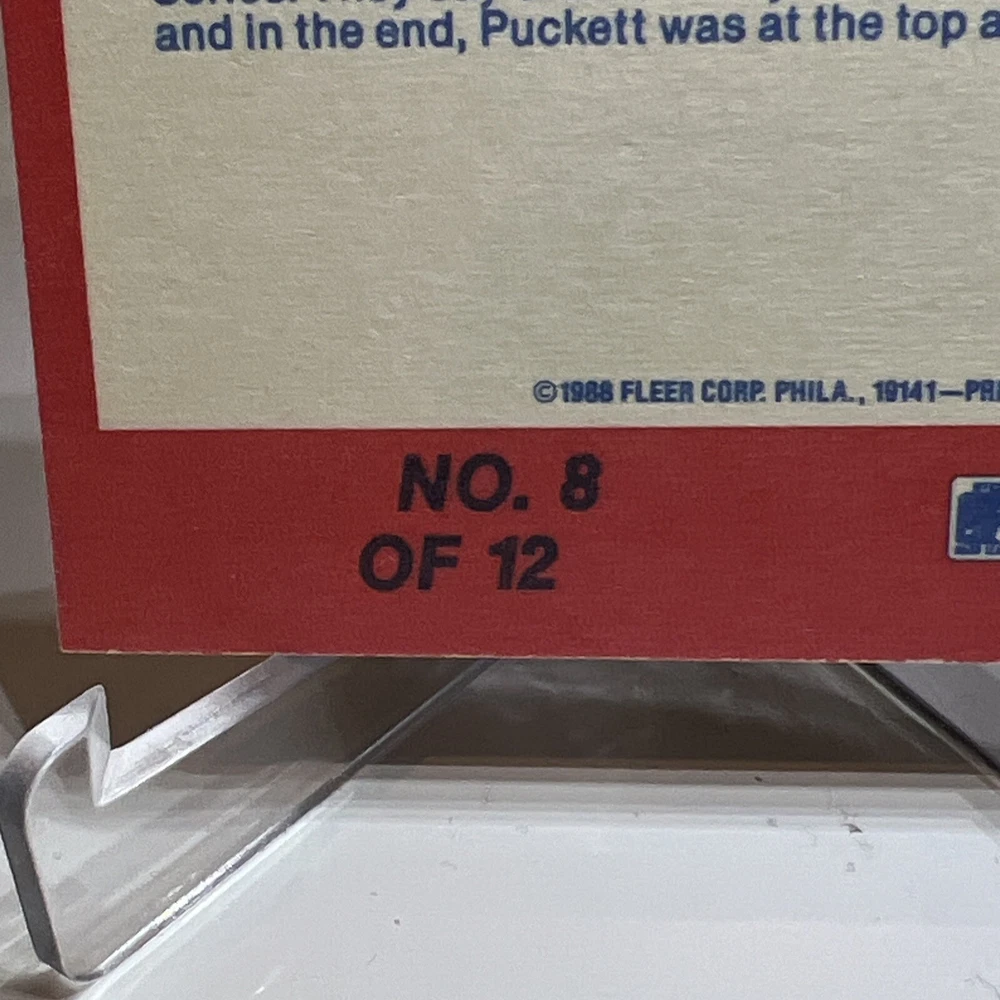 and in the end, Puckett was at the top
©1988 FLEER CORP. PHILA., 19141—
NO. 8
OF 12